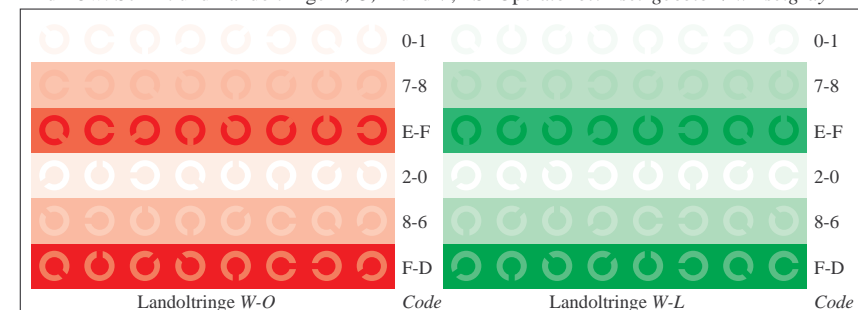 0-1 0-1
7-8 7-8
E-F E-F
2-0 2-0
8-6 8-6
F-D F-D
Landoltringe W-O Code Landoltringe W-L Code